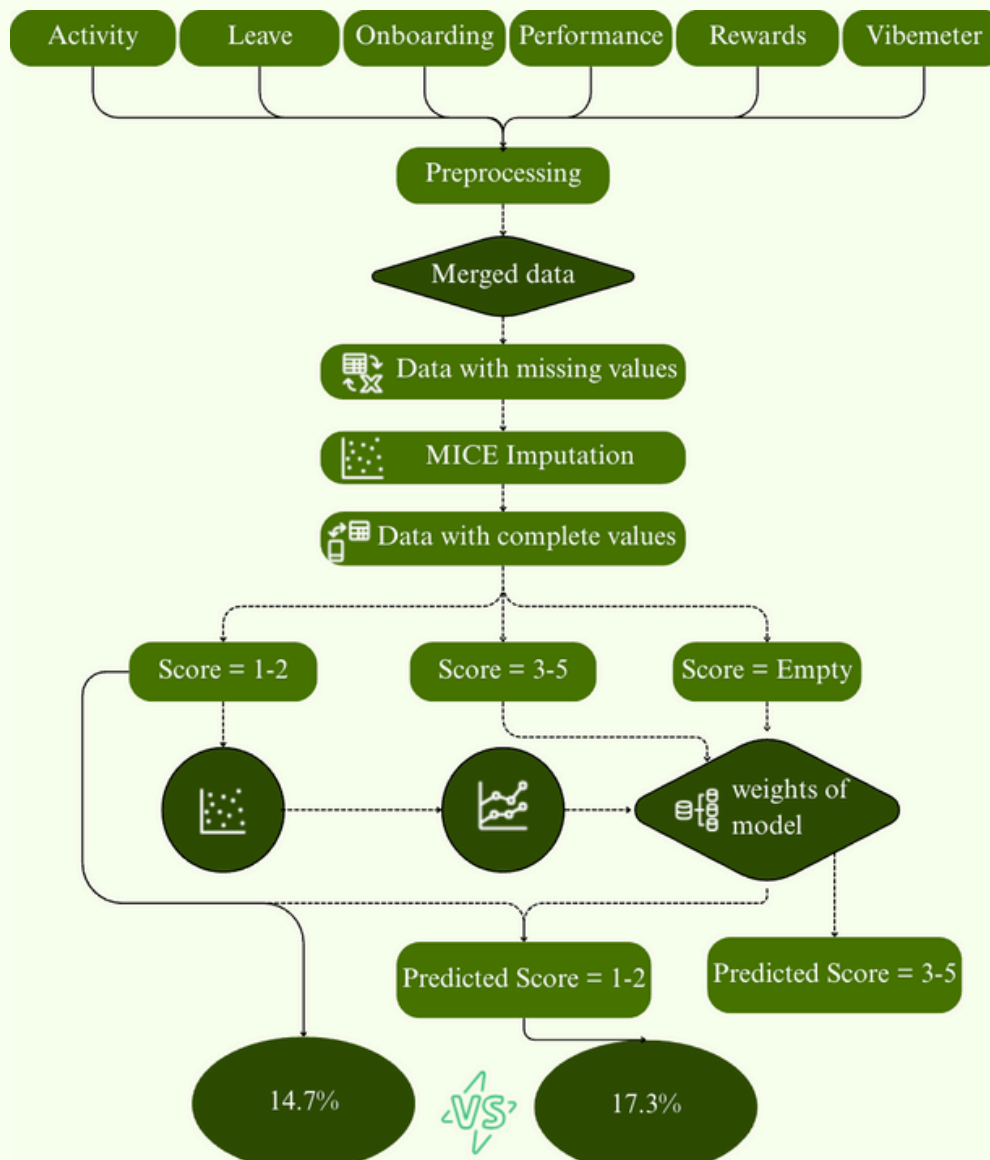 Activity
Leave
Onboarding
Performance
Rewards
Vibemeter
Preprocessing
Merged data
Data with missing values
MICE Imputation
Data with complete values
Score = 1-2
Score = 3-5
Score = Empty
weights of
model
Predicted Score = 1-2
Predicted Score = 3-5
14.7%
VS
17.3%